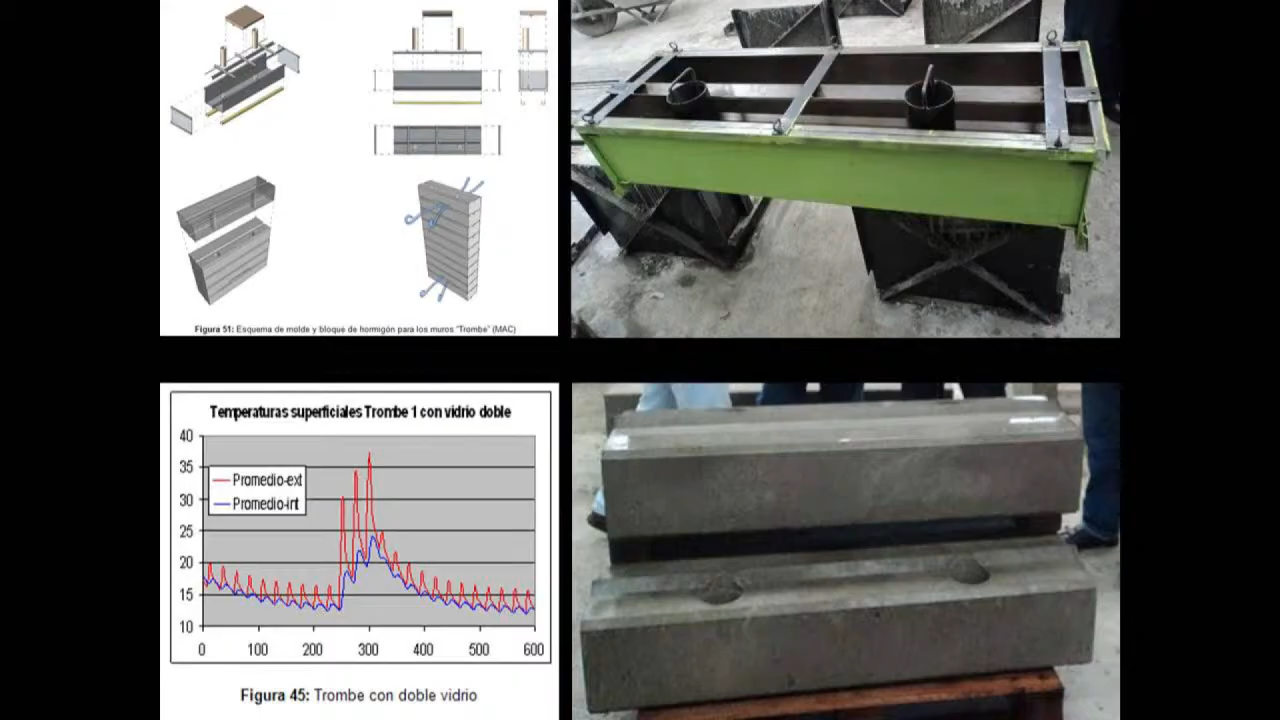 Figura 51: Esquema de molde y bloque de hormigón para los muros "Trombe" (MAC)
Temperaturas superficiales Trombe 1 con vidrio doble
40
35
30
25
20
15
10
Promedio-ext
Promedio-int
0 100 200 300 400 500 600
Figura 45: Trombe con doble vidrio